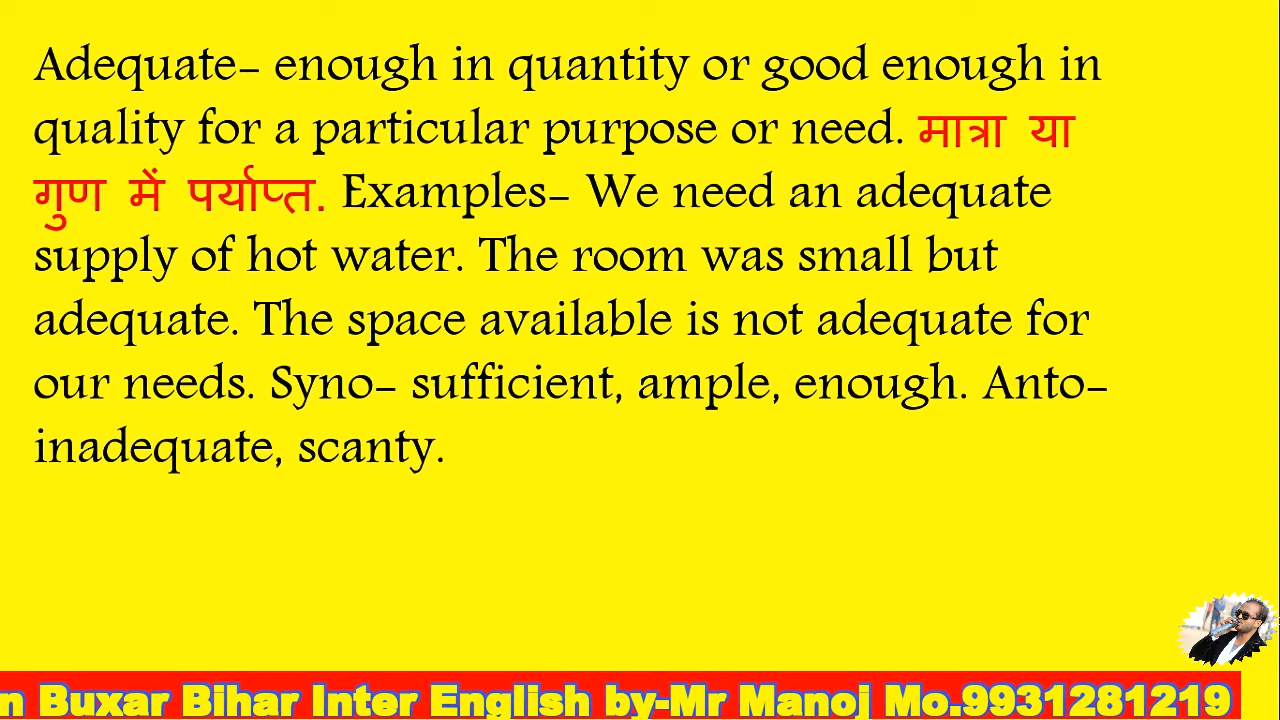 Adequate- enough in quantity or good enough in
quality for a particular purpose or need. मात्रा या
गुण में पर्याप्त. Examples- We need an adequate
supply of hot water. The room was small but
adequate. The space available is not adequate for
our needs. Syno- sufficient, ample, enough. Anto-
inadequate, scanty.
n Buxar Bihar Inter English by-Mr Manoj Mo.9931281219